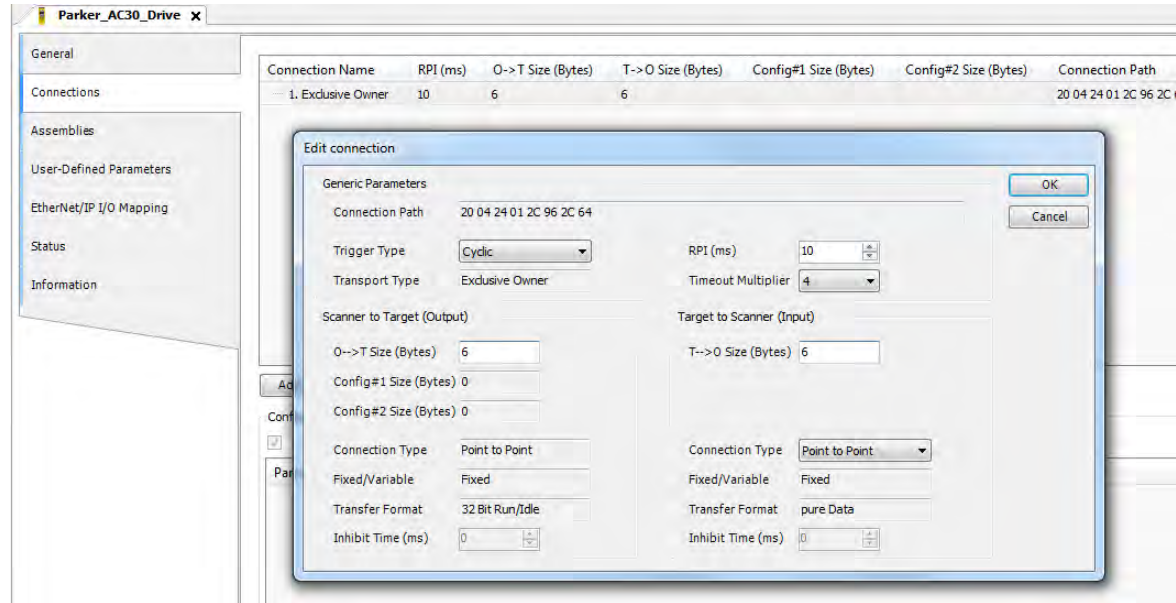 Parker_AC30_Drive x
General
Connections
Assemblies
User-Defined Parameters
EtherNet/IP I/O Mapping
Status
Information
Connection Name RPI (ms) O->T Size (Bytes) T->O Size (Bytes) Config#1 Size (Bytes) Config#2 Size (Bytes) Connection Path
1. Exclusive Owner 10 6 6 20 04 24 01 2C 96 2C
Edit connection
Generic Parameters
OK
Connection Path 20 04 24 01 2C 96 2C 64
Cancel
Trigger Type Cyclic RPI (ms) 10
Transport Type Exclusive Owner Timeout Multiplier 4
Scanner to Target (Output) Target to Scanner (Input)
O-->T Size (Bytes) 6 T-->O Size (Bytes) 6
Config#1 Size (Bytes) 0
Config#2 Size (Bytes) 0
Connection Type Point to Point Connection Type Point to Point
Fixed/Variable Fixed Fixed/Variable Fixed
Transfer Format 32 Bit Run/Idle Transfer Format pure Data
Inhibit Time (ms) 0 Inhibit Time (ms) 0